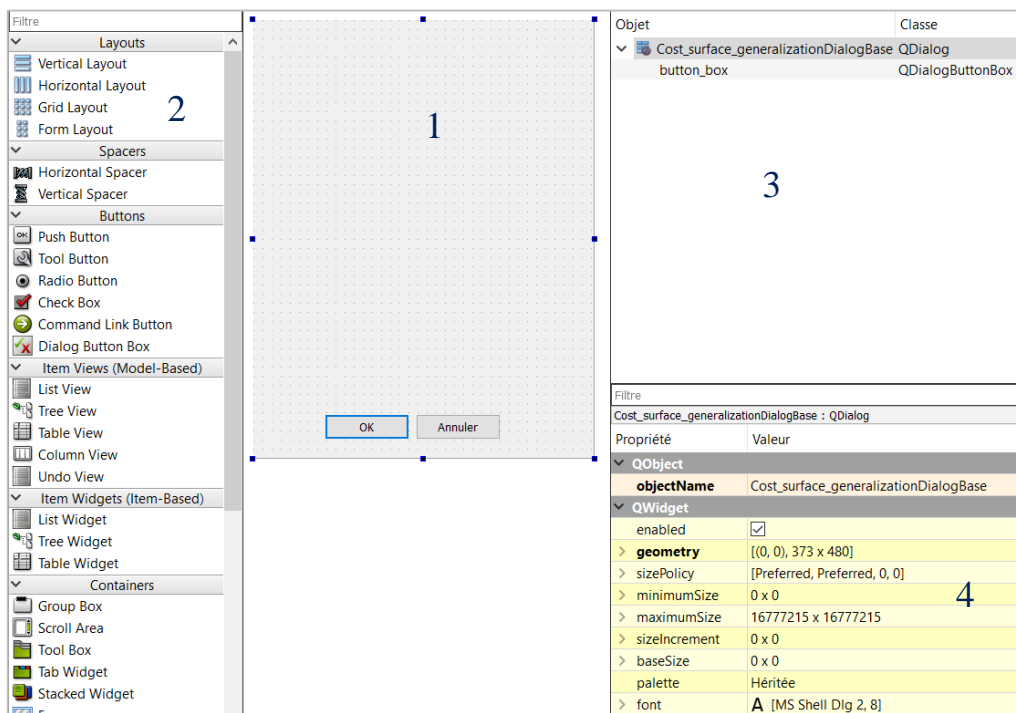 Filtre
Layouts
Vertical Layout
Horizontal Layout
Grid Layout
Form Layout
2
Spacers
Horizontal Spacer
Vertical Spacer
Buttons
OK
Push Button
Tool Button
Radio Button
Check Box
Command Link Button
Dialog Button Box
Item Views (Model-Based)
List View
Tree View
Table View
Column View
Undo View
Item Widgets (Item-Based)
List Widget
Tree Widget
Table Widget
Containers
Group Box
Scroll Area
Tool Box
Tab Widget
Stacked Widget
1
OK Annuler
Objet Classe
Cost_surface_generalizationDialogBase QDialog
button_box QDialogButtonBox
3
Filtre
Cost_surface_generalizationDialogBase : QDialog
Propriété Valeur
QObject
objectName Cost_surface_generalizationDialogBase
QWidget
enabled
geometry [(0, 0), 373 x 480]
sizePolicy [Preferred, Preferred, 0, 0]
minimumSize 0 x 0
4
maximumSize 16777215 x 16777215
sizeIncrement 0 x 0
baseSize 0 x 0
palette Héritée
font A [MS Shell Dlg 2, 8]